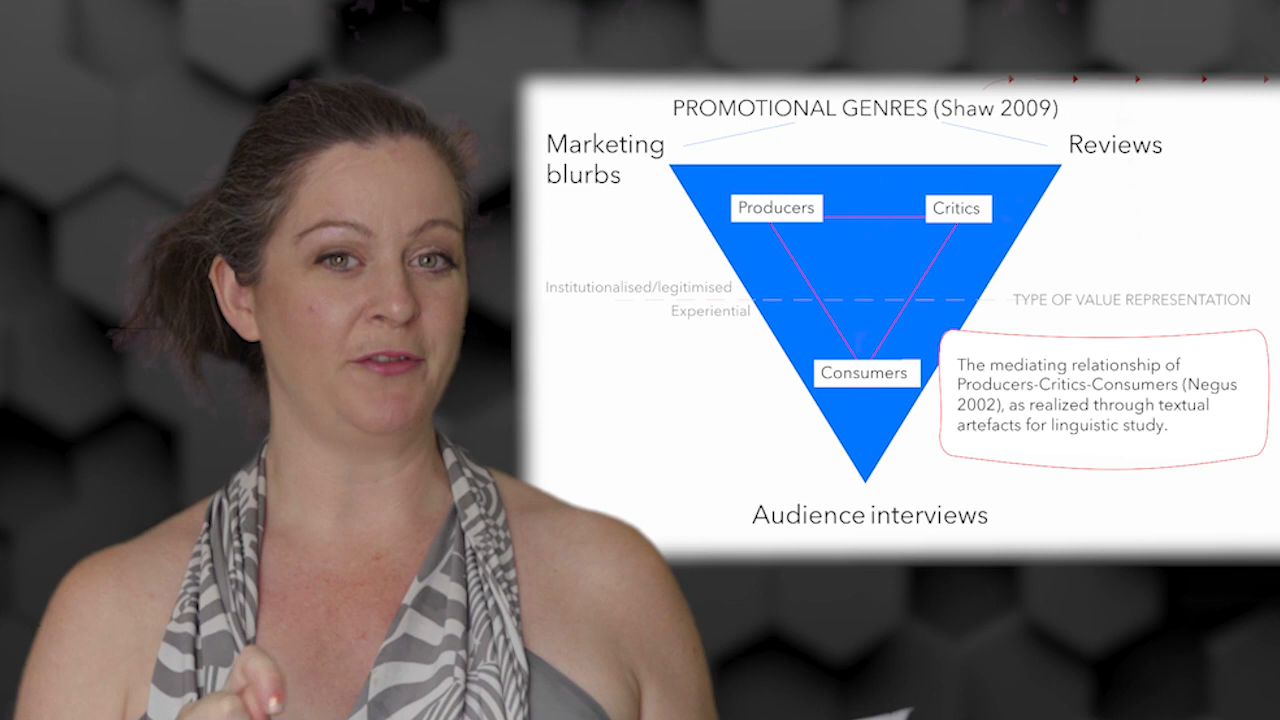 PROMOTIONAL GENRES (Shaw 2009)
Marketing
blurbs
Reviews
Producers
Critics
Institutionalised/legitimised
Experiential
TYPE OF VALUE REPRESENTATION
Consumers
The mediating relationship of
Producers-Critics-Consumers (Negus
2002), as realized through textual
artefacts for linguistic study.
Audience interviews